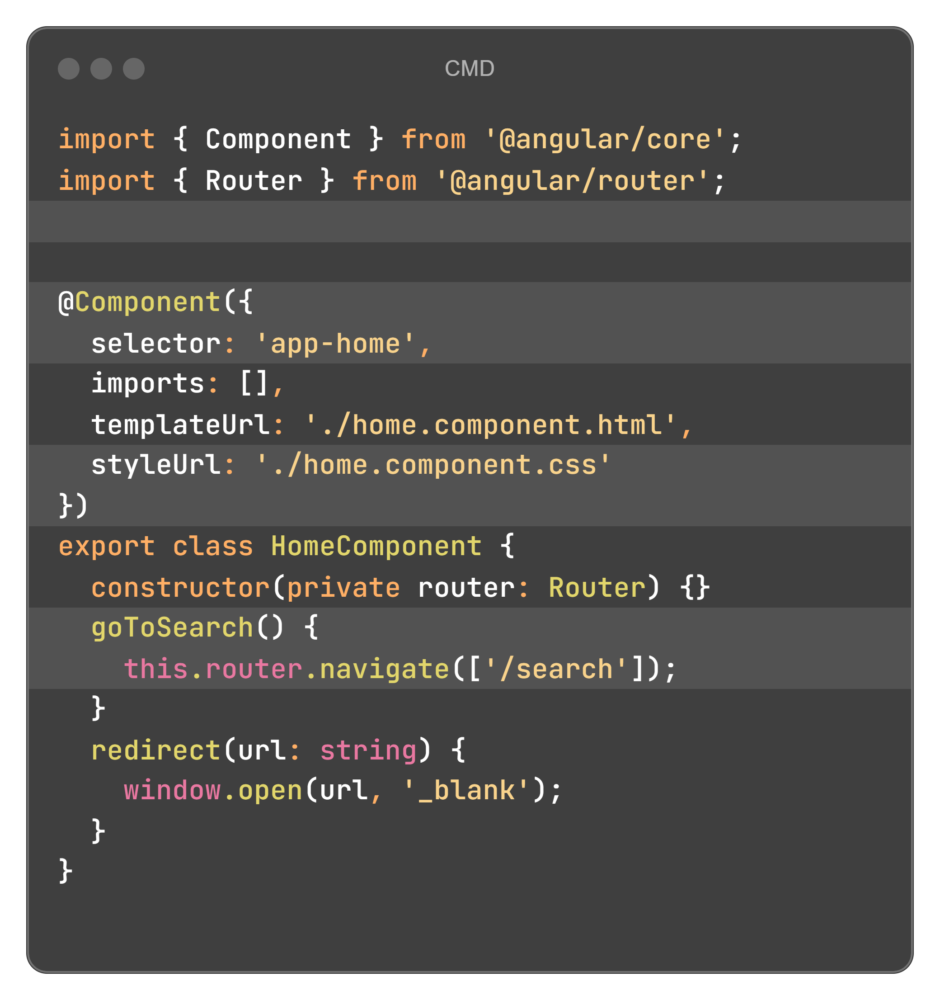 CMD
import { Component } from '@angular/core';
import { Router } from '@angular/router';
@Component({
  selector: 'app-home',
  imports: [],
  templateUrl: './home.component.html',
  styleUrl: './home.component.css'
})
export class HomeComponent {
  constructor(private router: Router) {}
  goToSearch() {
    this.router.navigate(['/search']);
  }
  redirect(url: string) {
    window.open(url, '_blank');
  }
}